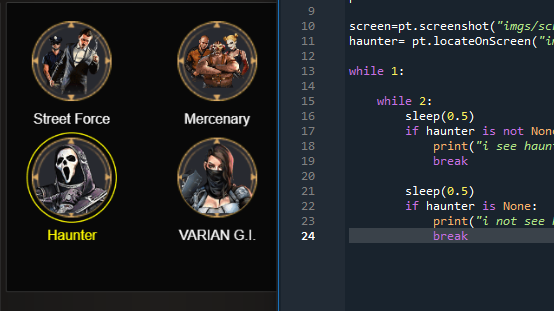 Street Force
Mercenary
Haunter
VARIAN G.I.
9
10 screen=pt.screenshot("imgs/sc
11 haunter= pt.locateOnScreen("i
12
13 while 1:
14
15 while 2:
16 sleep(0.5)
17 if haunter is not None
18 print("i see haun
19 break
20
21 sleep(0.5)
22 if haunter is None:
23 print("i not see
24 break